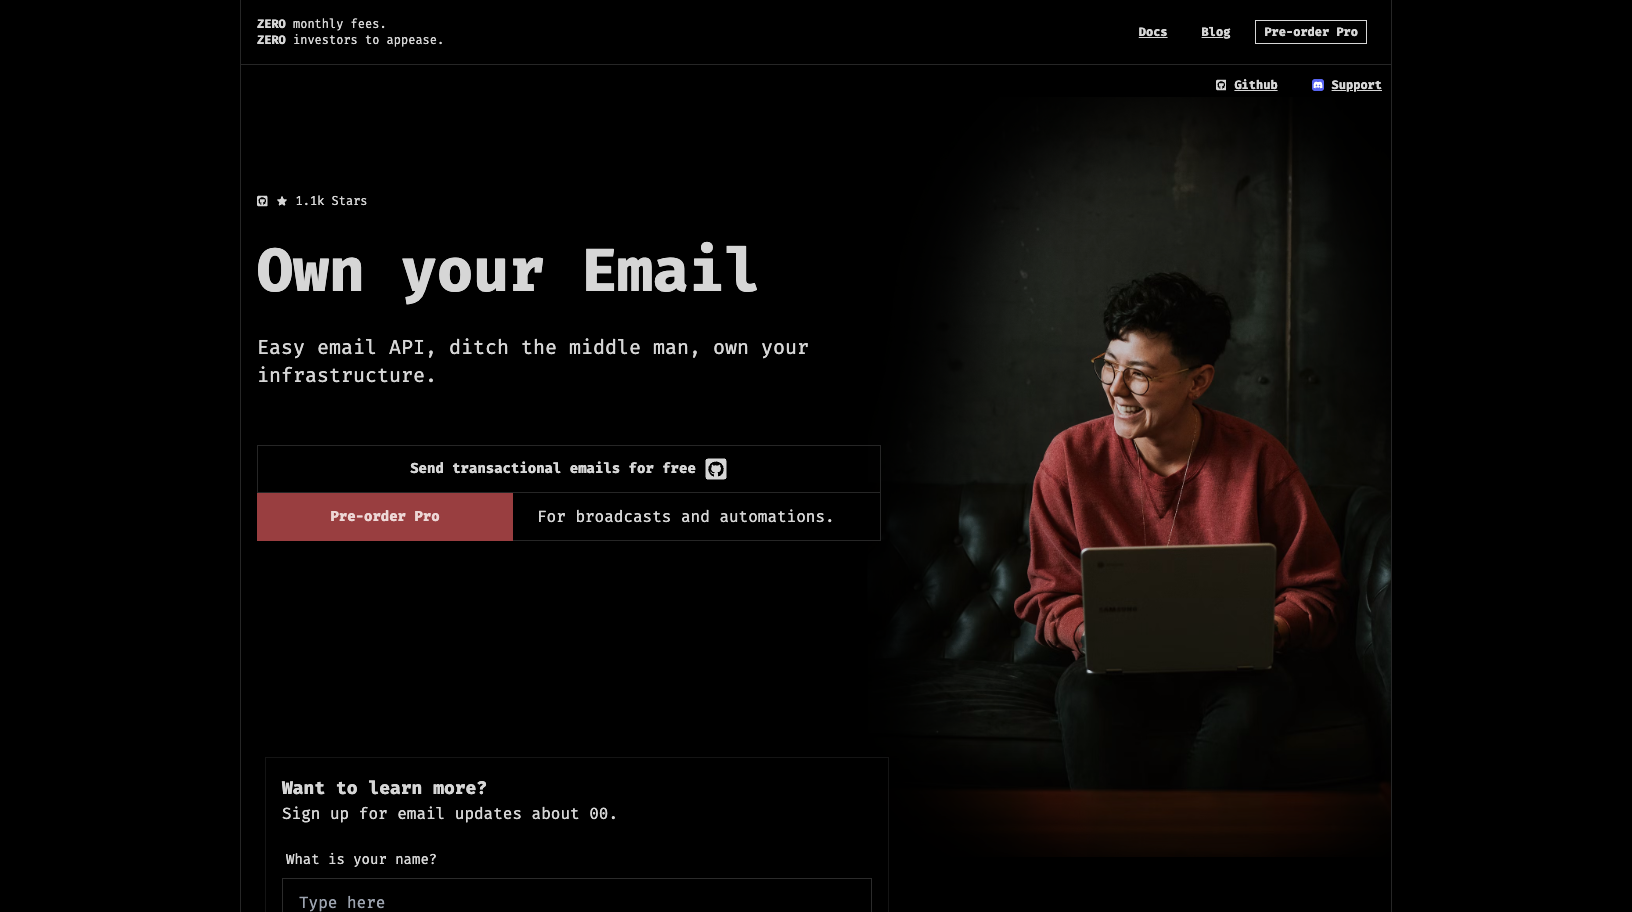 ZERO monthly fees.
ZERO investors to appease.
Docs
Blog
Pre-order Pro
Github
Support
1.1k Stars
Own your Email
Easy email API, ditch the middle man, own your
infrastructure.
Send transactional emails for free
Pre-order Pro
For broadcasts and automations.
Want to learn more?
Sign up for email updates about 00.
What is your name?
Type here